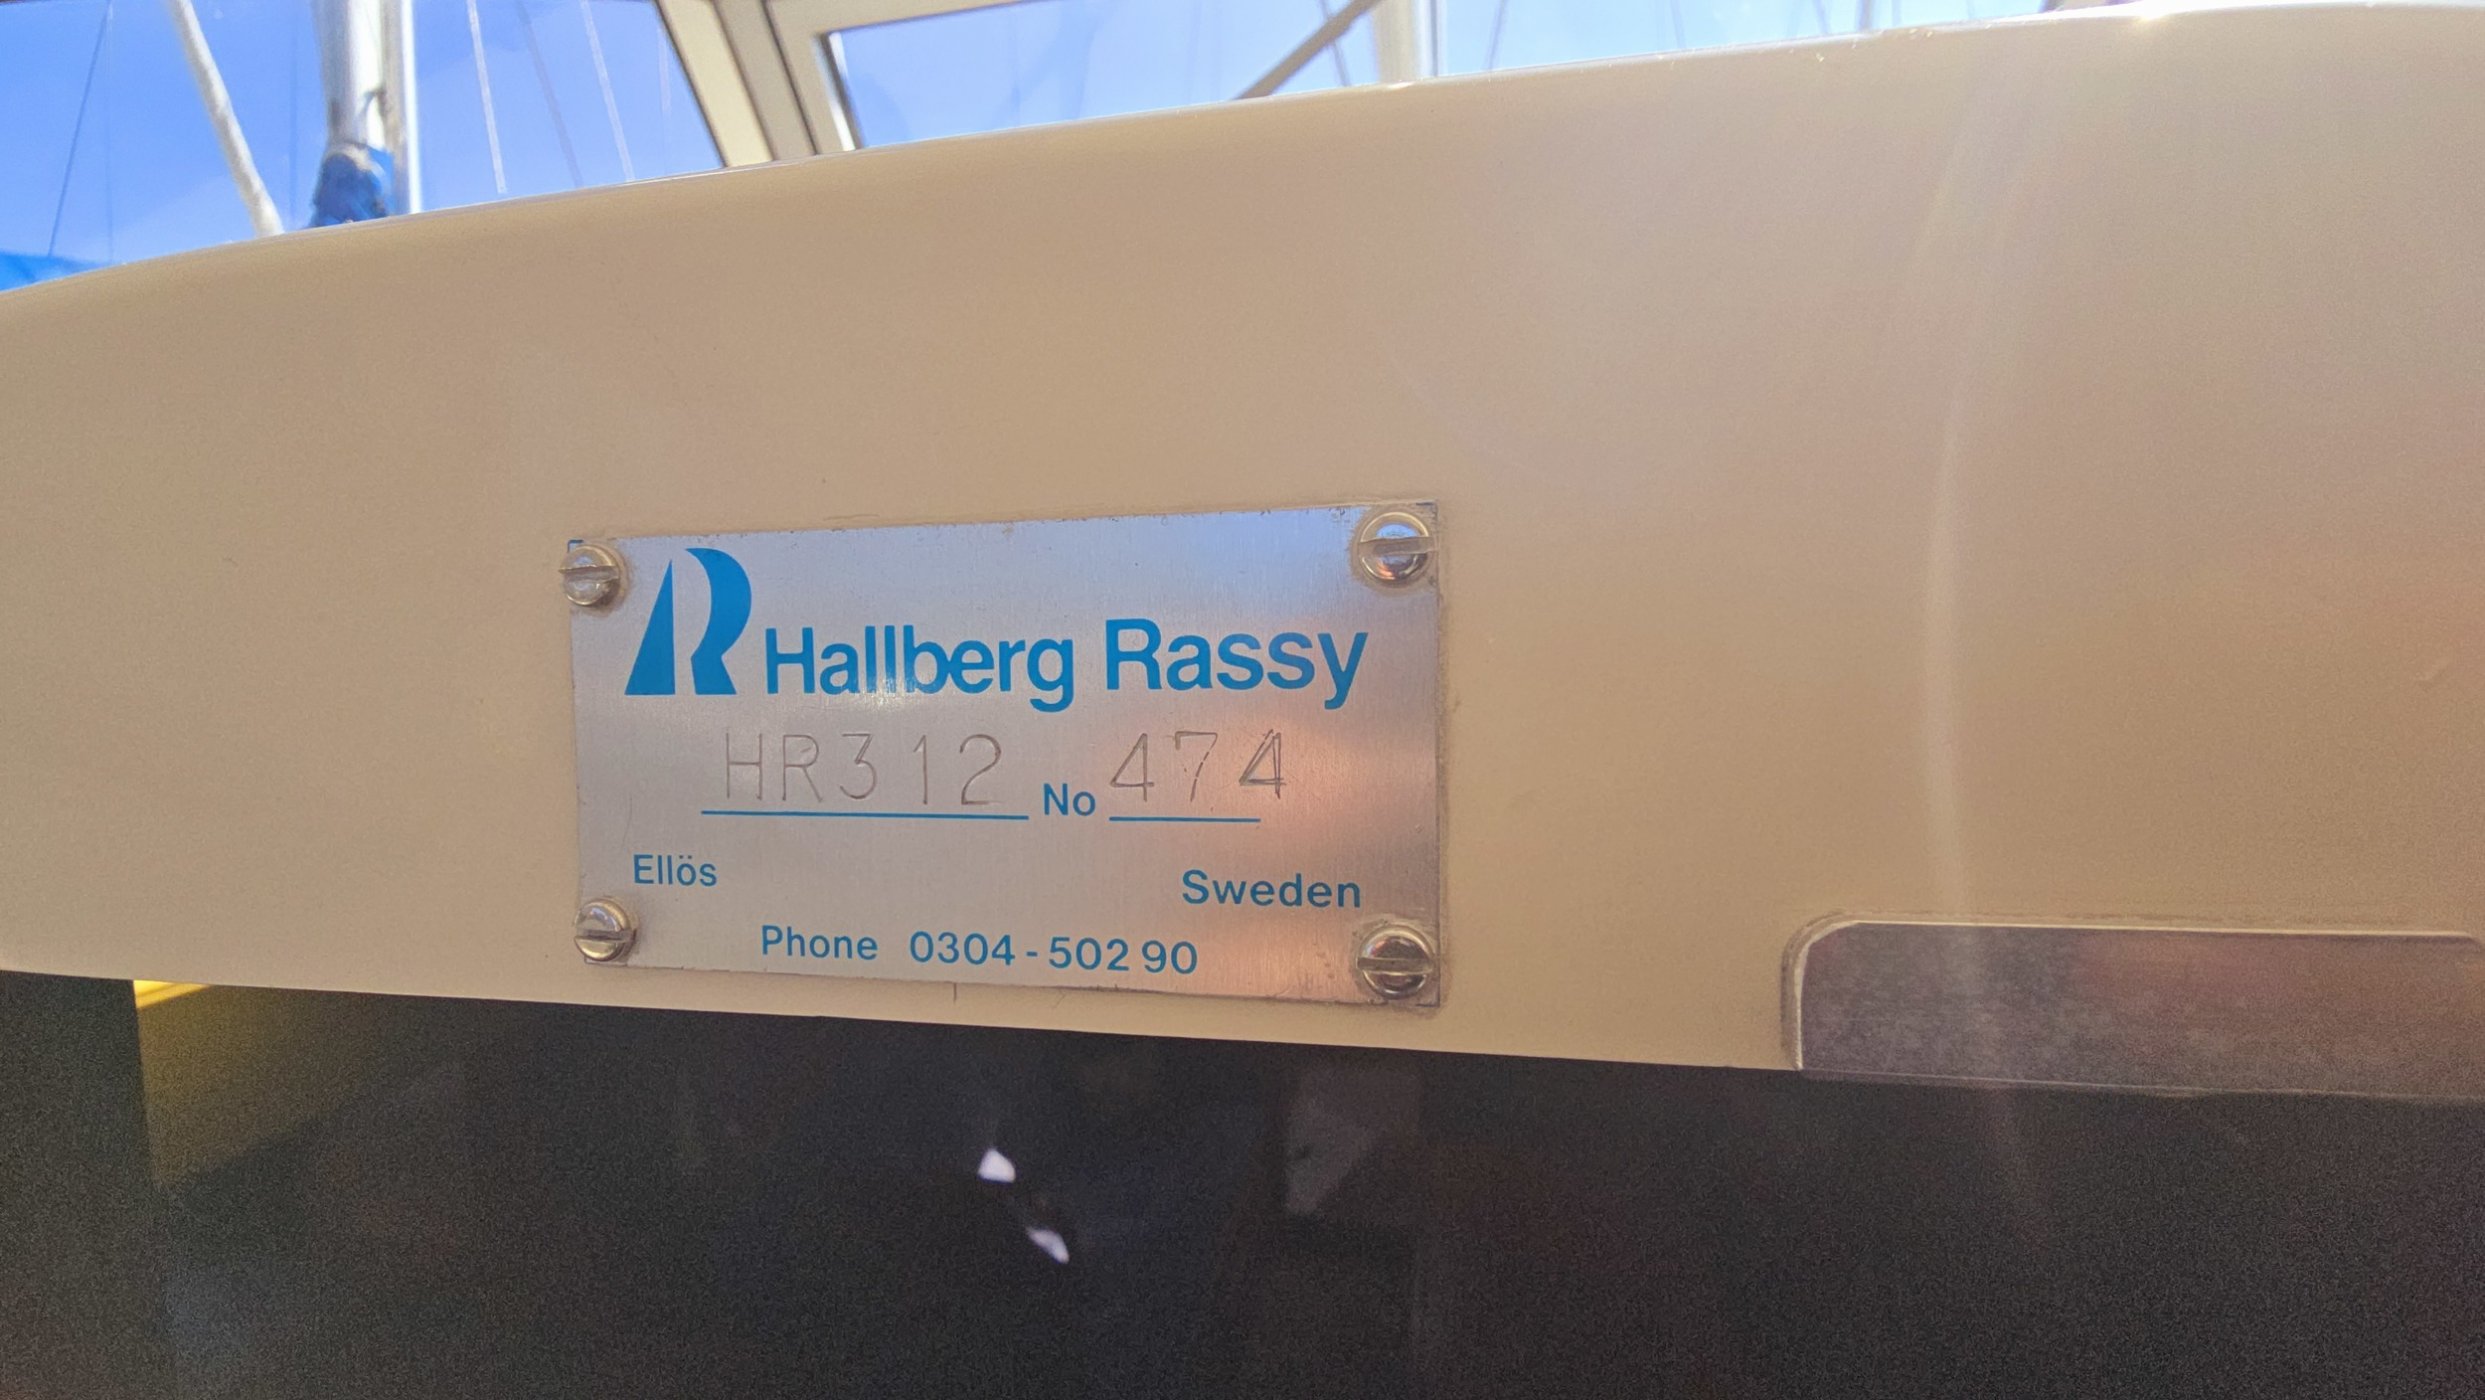 Hallberg Rassy
HR312 No 474
Ellös Sweden
Phone 0304-502 90